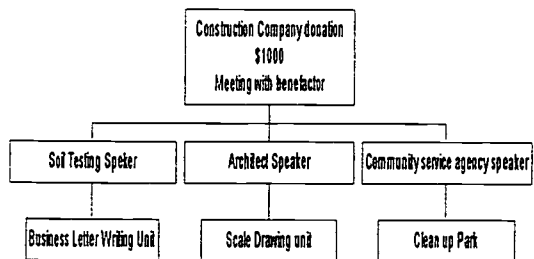 Construction Company donation
$1000
Meeting with benefactor
Soil Testing Speker
Architect Speaker
Community service agency speaker
Business Letter Writing Unit
Scale Drawing unit
Clean up Park